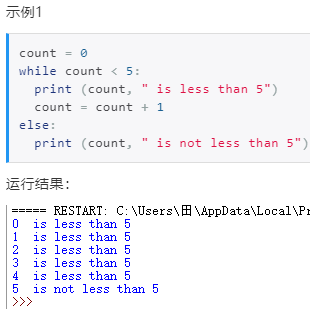 示例1
count = 0
while count < 5:
  print (count, " is less than 5")
  count = count + 1
else:
  print (count, " is not less than 5")
运行结果：
===== RESTART: C:\Users\田\AppData\Local\Pr
0  is less than 5
1  is less than 5
2  is less than 5
3  is less than 5
4  is less than 5
5  is not less than 5
>>>